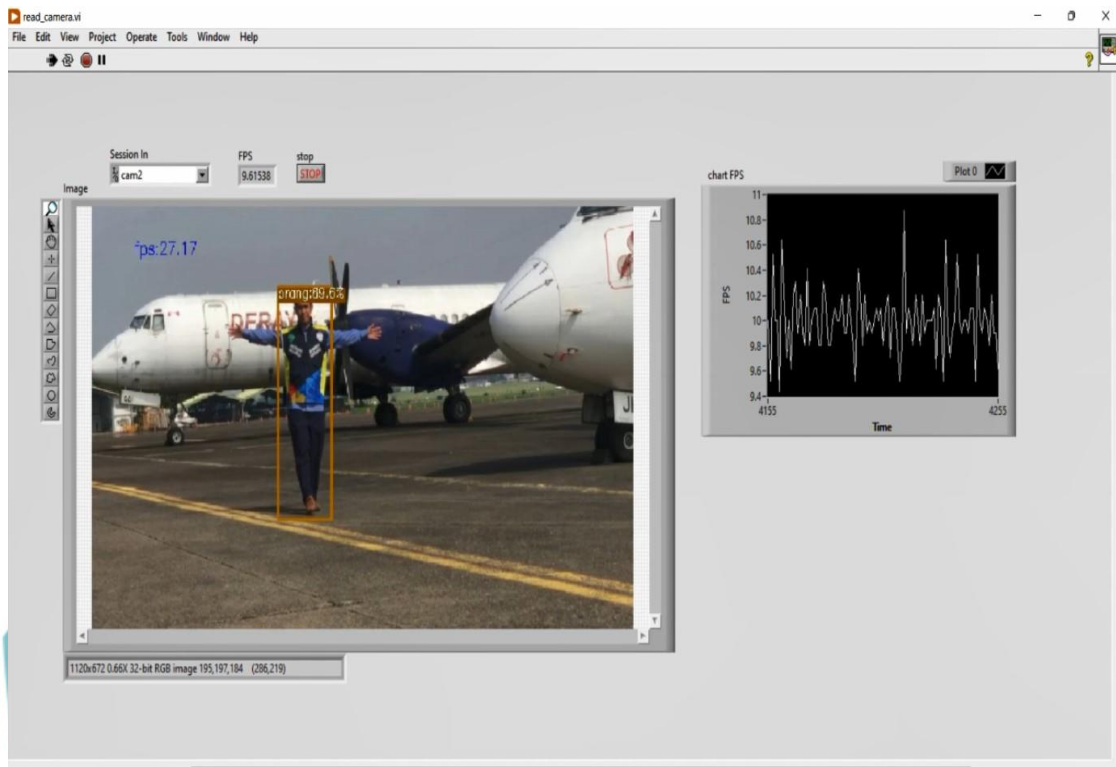 read_camera.vi
File Edit View Project Operate Tools Window Help
Session In
cam2
FPS
9.61538
stop
STOP
Image
fps:27.17
orang:69.6%
DERAY
1120x672 0.66X 32-bit RGB image 195,197,184 (286,219)
chart FPS
Plot 0
FPS
11
10.8
10.6
10.4
10.2
10
9.8
9.6
9.4
4155
4255
Time